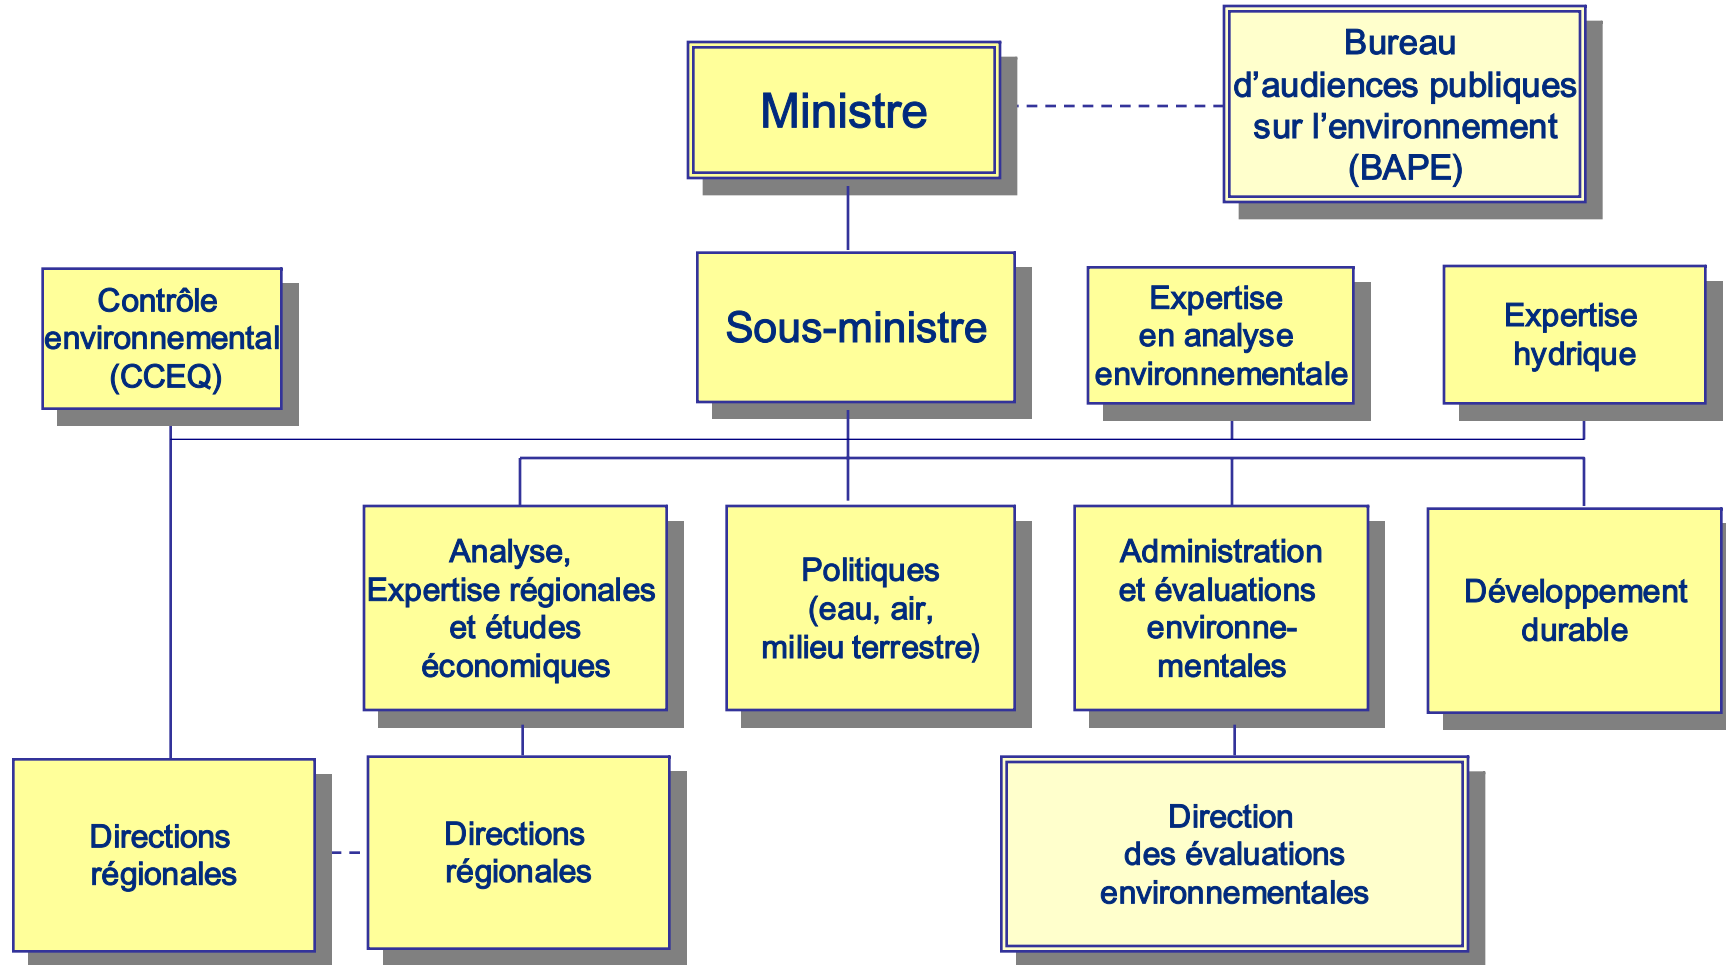 Ministre
Bureau
d’audiences publiques
sur l’environnement
(BAPE)
Contrôle
environnemental
(CCEQ)
Sous-ministre
Expertise
en analyse
environnementale
Expertise
hydrique
Analyse,
Expertise régionales
et études
économiques
Politiques
(eau, air,
milieu terrestre)
Administration
et évaluations
environne-
mentales
Développement
durable
Directions
régionales
Directions
régionales
Direction
des évaluations
environnementales